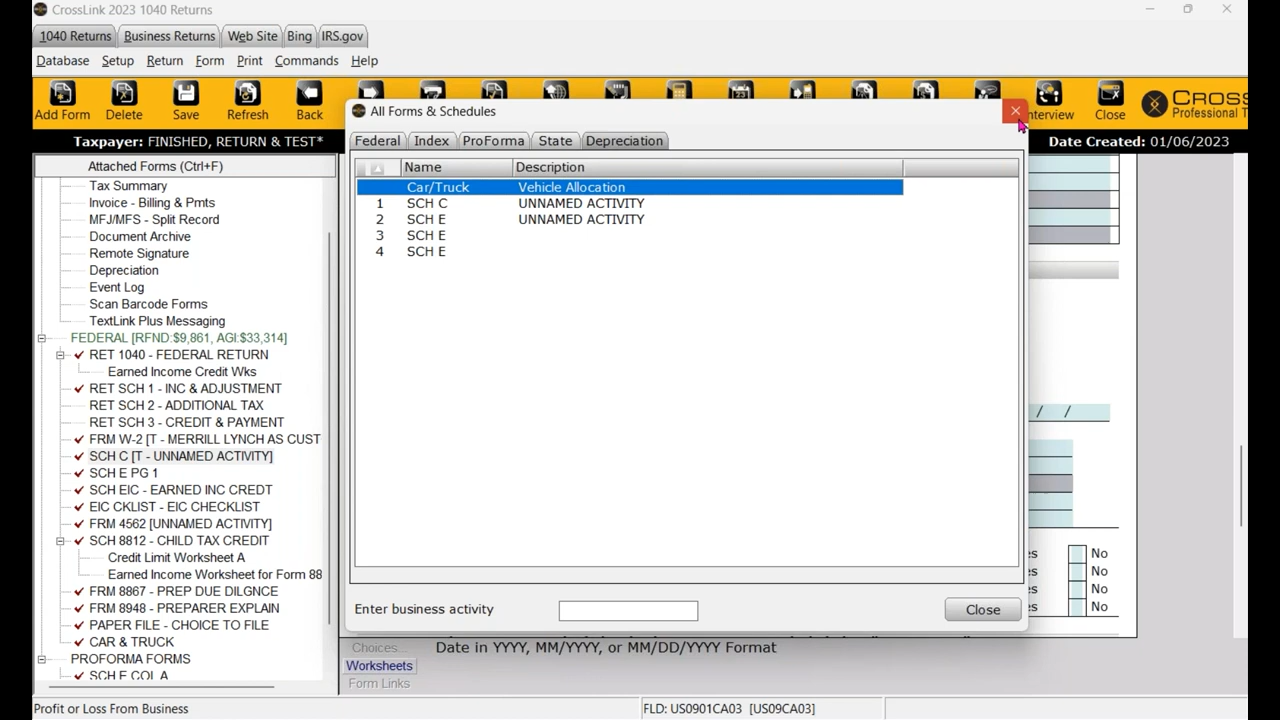 CrossLink 2023 1040 Returns
1040 Returns Business Returns Web Site Bing IRS.gov
Database Setup Return Form Print Commands Help
Add Form Delete Save Refresh Back Close
CROSS
Professional
Taxpayer: FINISHED, RETURN & TEST*
Date Created: 01/06/2023
Attached Forms (Ctrl+F)
Tax Summary
Invoice - Billing & Pmts
MFJ/MFS - Split Record
Document Archive
Remote Signature
Depreciation
Event Log
Scan Barcode Forms
TextLink Plus Messaging
FEDERAL [RFND:$9,861, AGI:$33,314]
RET 1040 - FEDERAL RETURN
Earned Income Credit Wks
RET SCH 1 - INC & ADJUSTMENT
RET SCH 2 - ADDITIONAL TAX
RET SCH 3 - CREDIT & PAYMENT
FRM W-2 [T - MERRILL LYNCH AS CUST
SCH C [T - UNNAMED ACTIVITY]
SCH E PG 1
SCH EIC - EARNED INC CREDT
EIC CKLIST - EIC CHECKLIST
FRM 4562 [UNNAMED ACTIVITY]
SCH 8812 - CHILD TAX CREDIT
Credit Limit Worksheet A
Earned Income Worksheet for Form 88
FRM 8867 - PREP DUE DILGNCE
FRM 8948 - PREPARER EXPLAIN
PAPER FILE - CHOICE TO FILE
CAR & TRUCK
PROFORMA FORMS
SCH E COL A
All Forms & Schedules
Federal Index ProForma State Depreciation
Name Description
Car/Truck Vehicle Allocation
1 SCH C UNNAMED ACTIVITY
2 SCH E UNNAMED ACTIVITY
3 SCH E
4 SCH E
Enter business activity
Close
/ /
No
No
No
No
Choices...
Worksheets
Form Links
Date in YYYY, MM/YYYY, or MM/DD/YYYY Format
Profit or Loss From Business
FLD: US0901CA03 [US09CA03]